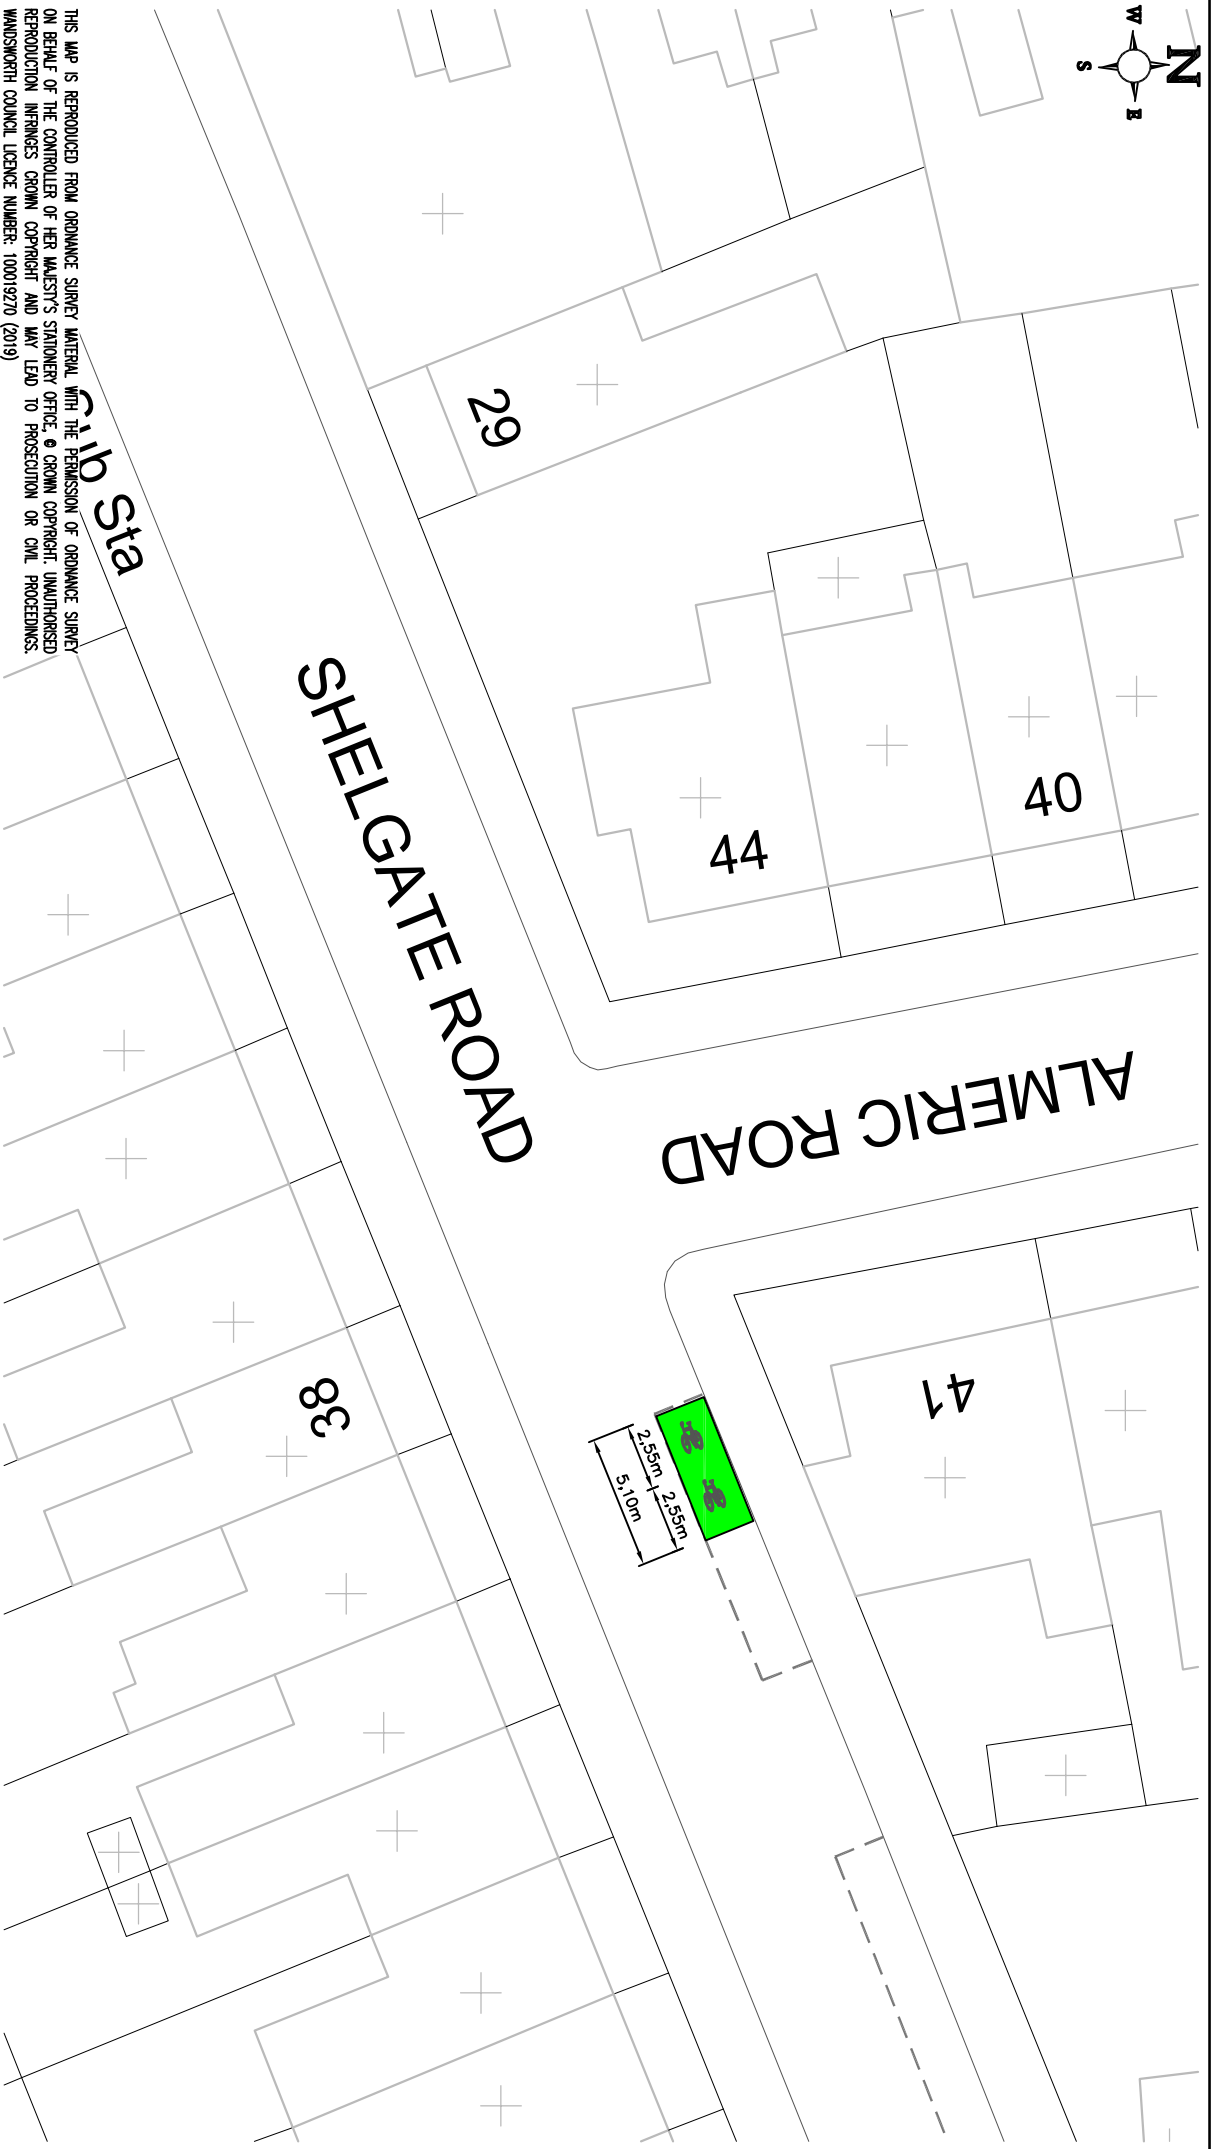 N
W
E
S
40
44
41
29
ALMERIC ROAD
SHELGATE ROAD
2,55m
2,55m
5,10m
38
Sub Sta
THIS MAP IS REPRODUCED FROM ORDNANCE SURVEY MATERIAL WITH THE PERMISSION OF ORDNANCE SURVEY
ON BEHALF OF THE CONTROLLER OF HER MAJESTY'S STATIONERY OFFICE, © CROWN COPYRIGHT. UNAUTHORISED
REPRODUCTION INFRINGES CROWN COPYRIGHT AND MAY LEAD TO PROSECUTION OR CIVIL PROCEEDINGS.
WANDSWORTH COUNCIL LICENCE NUMBER: 100019270 (2019)